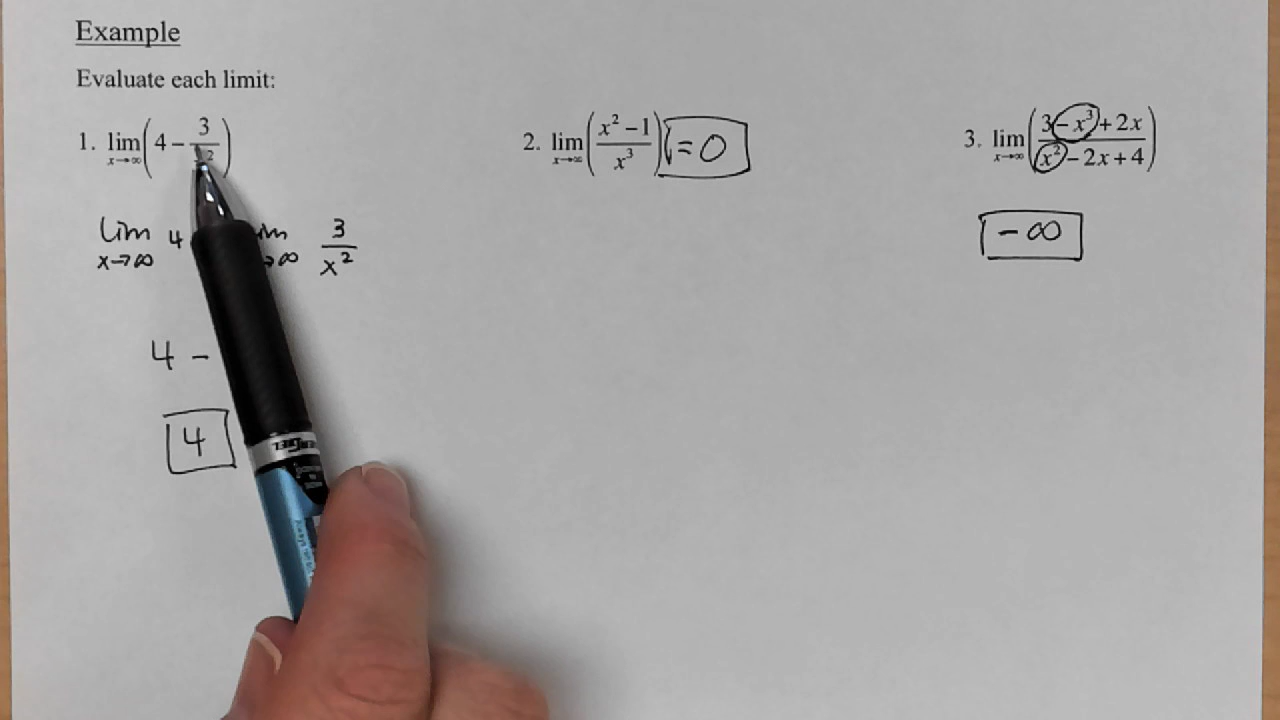 Example
Evaluate each limit:
1. lim x→∞ (4 − 3/x²)
lim x→∞ 4 lim x→∞ 3/x²
4 −
4
2. lim x→∞ ((x² − 1)/x³) = 0
3. lim x→∞ ((3 − x³ + 2x)/(x² − 2x + 4))
− ∞